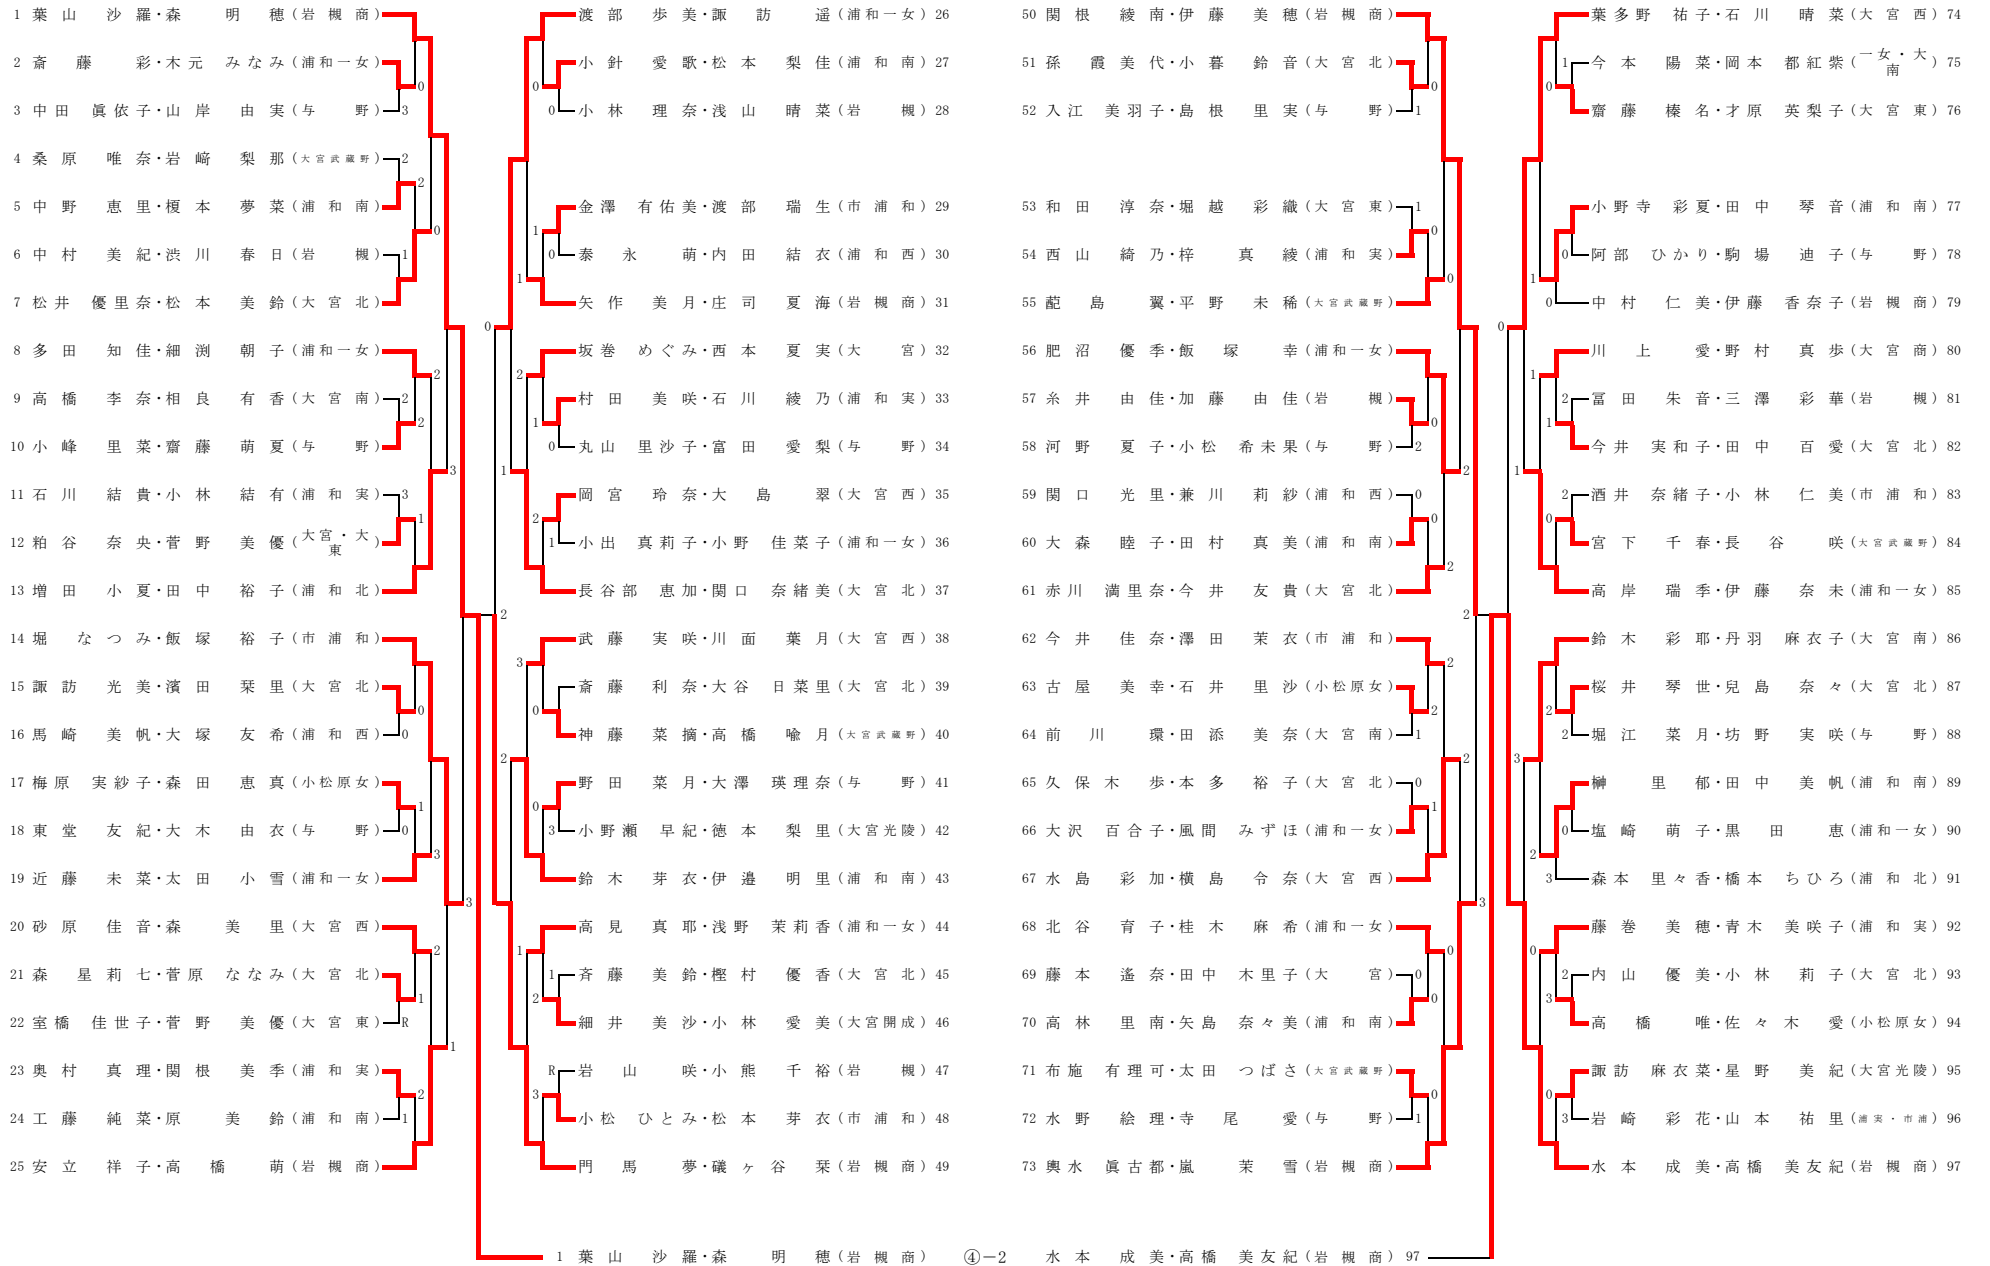 1 葉山 沙羅・森 明穂(岩槻商)
2 斎藤 彩・木元 みなみ(浦和一女)
3 中田 眞依子・山岸 由実(与野)
4 桑原 唯奈・岩﨑 梨那(大宮武蔵野)
5 中野 恵里・榎本 夢菜(浦和南)
6 中村 美紀・渋川 春日(岩槻)
7 松井 優里奈・松本 美鈴(大宮北)
8 多田 知佳・細渕 朝子(浦和一女)
9 高橋 李奈・相良 有香(大宮南)
10 小峰 里菜・齋藤 萌夏(与野)
11 石川 結貴・小林 結有(浦和実)
12 粕谷 奈央・菅野 美優(大宮・大東)
13 増田 小夏・田中 裕子(浦和北)
14 堀 なつみ・飯塚 裕子(市浦和)
15 諏訪 光美・濱田 栞里(大宮北)
16 馬崎 美帆・大塚 友希(浦和西)
17 梅原 実紗子・森田 恵真(小松原女)
18 東堂 友紀・大木 由衣(与野)
19 近藤 未菜・太田 小雪(浦和一女)
20 砂原 佳音・森 美里(大宮西)
21 森 星莉七・菅原 ななみ(大宮北)
22 室橋 佳世子・菅野 美優(大宮東)
23 奥村 真理・関根 美季(浦和実)
24 工藤 純菜・原 美鈴(浦和南)
25 安立 祥子・高橋 萌(岩槻商)
渡部 歩美・諏訪 遥(浦和一女) 26
小針 愛歌・松本 梨佳(浦和南) 27
小林 理奈・浅山 晴菜(岩槻) 28
金澤 有佑美・渡部 瑞生(市浦和) 29
泰永 萌・内田 結衣(浦和西) 30
矢作 美月・庄司 夏海(岩槻商) 31
坂巻 めぐみ・西本 夏実(大宮) 32
村田 美咲・石川 綾乃(浦和実) 33
丸山 里沙子・富田 愛梨(与野) 34
岡宮 玲奈・大島 翠(大宮西) 35
小出 真莉子・小野 佳菜子(浦和一女) 36
長谷部 恵加・関口 奈緒美(大宮北) 37
武藤 実咲・川面 葉月(大宮西) 38
斎藤 利奈・大谷 日菜里(大宮北) 39
神藤 菜摘・高橋 喩月(大宮武蔵野) 40
野田 菜月・大澤 瑛理奈(与野) 41
小野瀬 早紀・徳本 梨里(大宮光陵) 42
鈴木 芽衣・伊邉 明里(浦和南) 43
高見 真耶・浅野 茉莉香(浦和一女) 44
斉藤 美鈴・樫村 優香(大宮北) 45
細井 美沙・小林 愛美(大宮開成) 46
岩山 咲・小熊 千裕(岩槻) 47
小松 ひとみ・松本 芽衣(市浦和) 48
門馬 夢・礒ヶ谷 栞(岩槻商) 49
50 関根 綾南・伊藤 美穂(岩槻商)
51 孫 霞美代・小暮 鈴音(大宮北)
52 入江 美羽子・島根 里実(与野)
53 和田 淳奈・堀越 彩織(大宮東)
54 西山 綺乃・梓 真綾(浦和実)
55 蓜島 翼・平野 未稀(大宮武蔵野)
56 肥沼 優季・飯塚 幸(浦和一女)
57 糸井 由佳・加藤 由佳(岩槻)
58 河野 夏子・小松 希未果(与野)
59 関口 光里・兼川 莉紗(浦和西)
60 大森 睦子・田村 真美(浦和南)
61 赤川 満里奈・今井 友貴(大宮北)
62 今井 佳奈・澤田 茉衣(市浦和)
63 古屋 美幸・石井 里沙(小松原女)
64 前川 環・田添 美奈(大宮南)
65 久保木 歩・本多 裕子(大宮北)
66 大沢 百合子・風間 みずほ(浦和一女)
67 水島 彩加・横島 令奈(大宮西)
68 北谷 育子・桂木 麻希(浦和一女)
69 藤本 遙奈・田中 木里子(大宮)
70 高林 里南・矢島 奈々美(浦和南)
71 布施 有理可・太田 つばさ(大宮武蔵野)
72 水野 絵理・寺尾 愛(与野)
73 輿水 眞古都・嵐 茉雪(岩槻商)
葉多野 祐子・石川 晴菜(大宮西) 74
今本 陽菜・岡本 都紅紫(一女・大南) 75
齋藤 榛名・才原 英梨子(大宮東) 76
小野寺 彩夏・田中 琴音(浦和南) 77
阿部 ひかり・駒場 迪子(与野) 78
中村 仁美・伊藤 香奈子(岩槻商) 79
川上 愛・野村 真歩(大宮商) 80
冨田 朱音・三澤 彩華(岩槻) 81
今井 実和子・田中 百愛(大宮北) 82
酒井 奈緒子・小林 仁美(市浦和) 83
宮下 千春・長谷 咲(大宮武蔵野) 84
高岸 瑞季・伊藤 奈未(浦和一女) 85
鈴木 彩耶・丹羽 麻衣子(大宮南) 86
桜井 琴世・兒島 奈々(大宮北) 87
堀江 菜月・坊野 実咲(与野) 88
榊 里郁・田中 美帆(浦和南) 89
塩崎 萌子・黒田 恵(浦和一女) 90
森本 里々香・橋本 ちひろ(浦和北) 91
藤巻 美穂・青木 美咲子(浦和実) 92
内山 優美・小林 莉子(大宮北) 93
高橋 唯・佐々木 愛(小松原女) 94
諏訪 麻衣菜・星野 美紀(大宮光陵) 95
岩崎 彩花・山本 祐里(浦実・市浦) 96
水本 成美・高橋 美友紀(岩槻商) 97
1 葉山 沙羅・森 明穂(岩槻商) ④－2 水本 成美・高橋 美友紀(岩槻商) 97